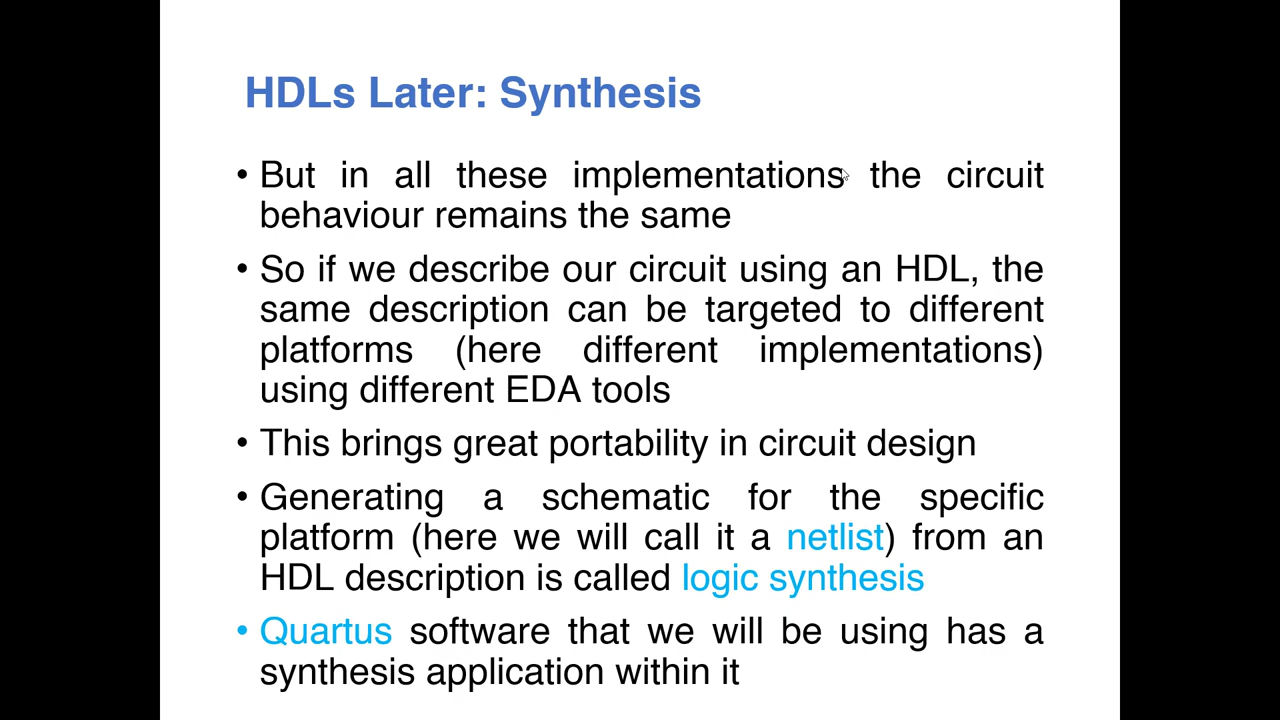 HDLs Later: Synthesis
• But in all these implementations the circuit
behaviour remains the same
• So if we describe our circuit using an HDL, the
same description can be targeted to different
platforms (here different implementations)
using different EDA tools
• This brings great portability in circuit design
• Generating a schematic for the specific
platform (here we will call it a netlist) from an
HDL description is called logic synthesis
• Quartus software that we will be using has a
synthesis application within it